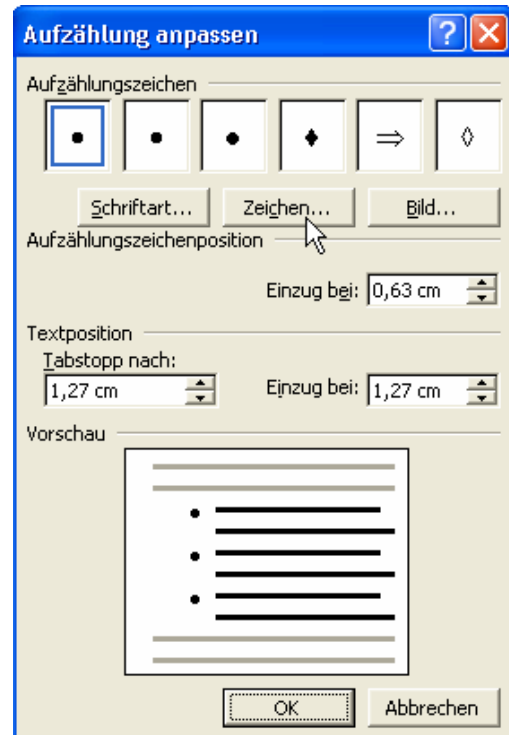 Aufzählung anpassen
Aufzählungszeichen
Schriftart... Zeichen... Bild...
Aufzählungszeichenposition
Einzug bei: 0,63 cm
Textposition
Tabstopp nach:
1,27 cm Einzug bei: 1,27 cm
Vorschau
OK Abbrechen